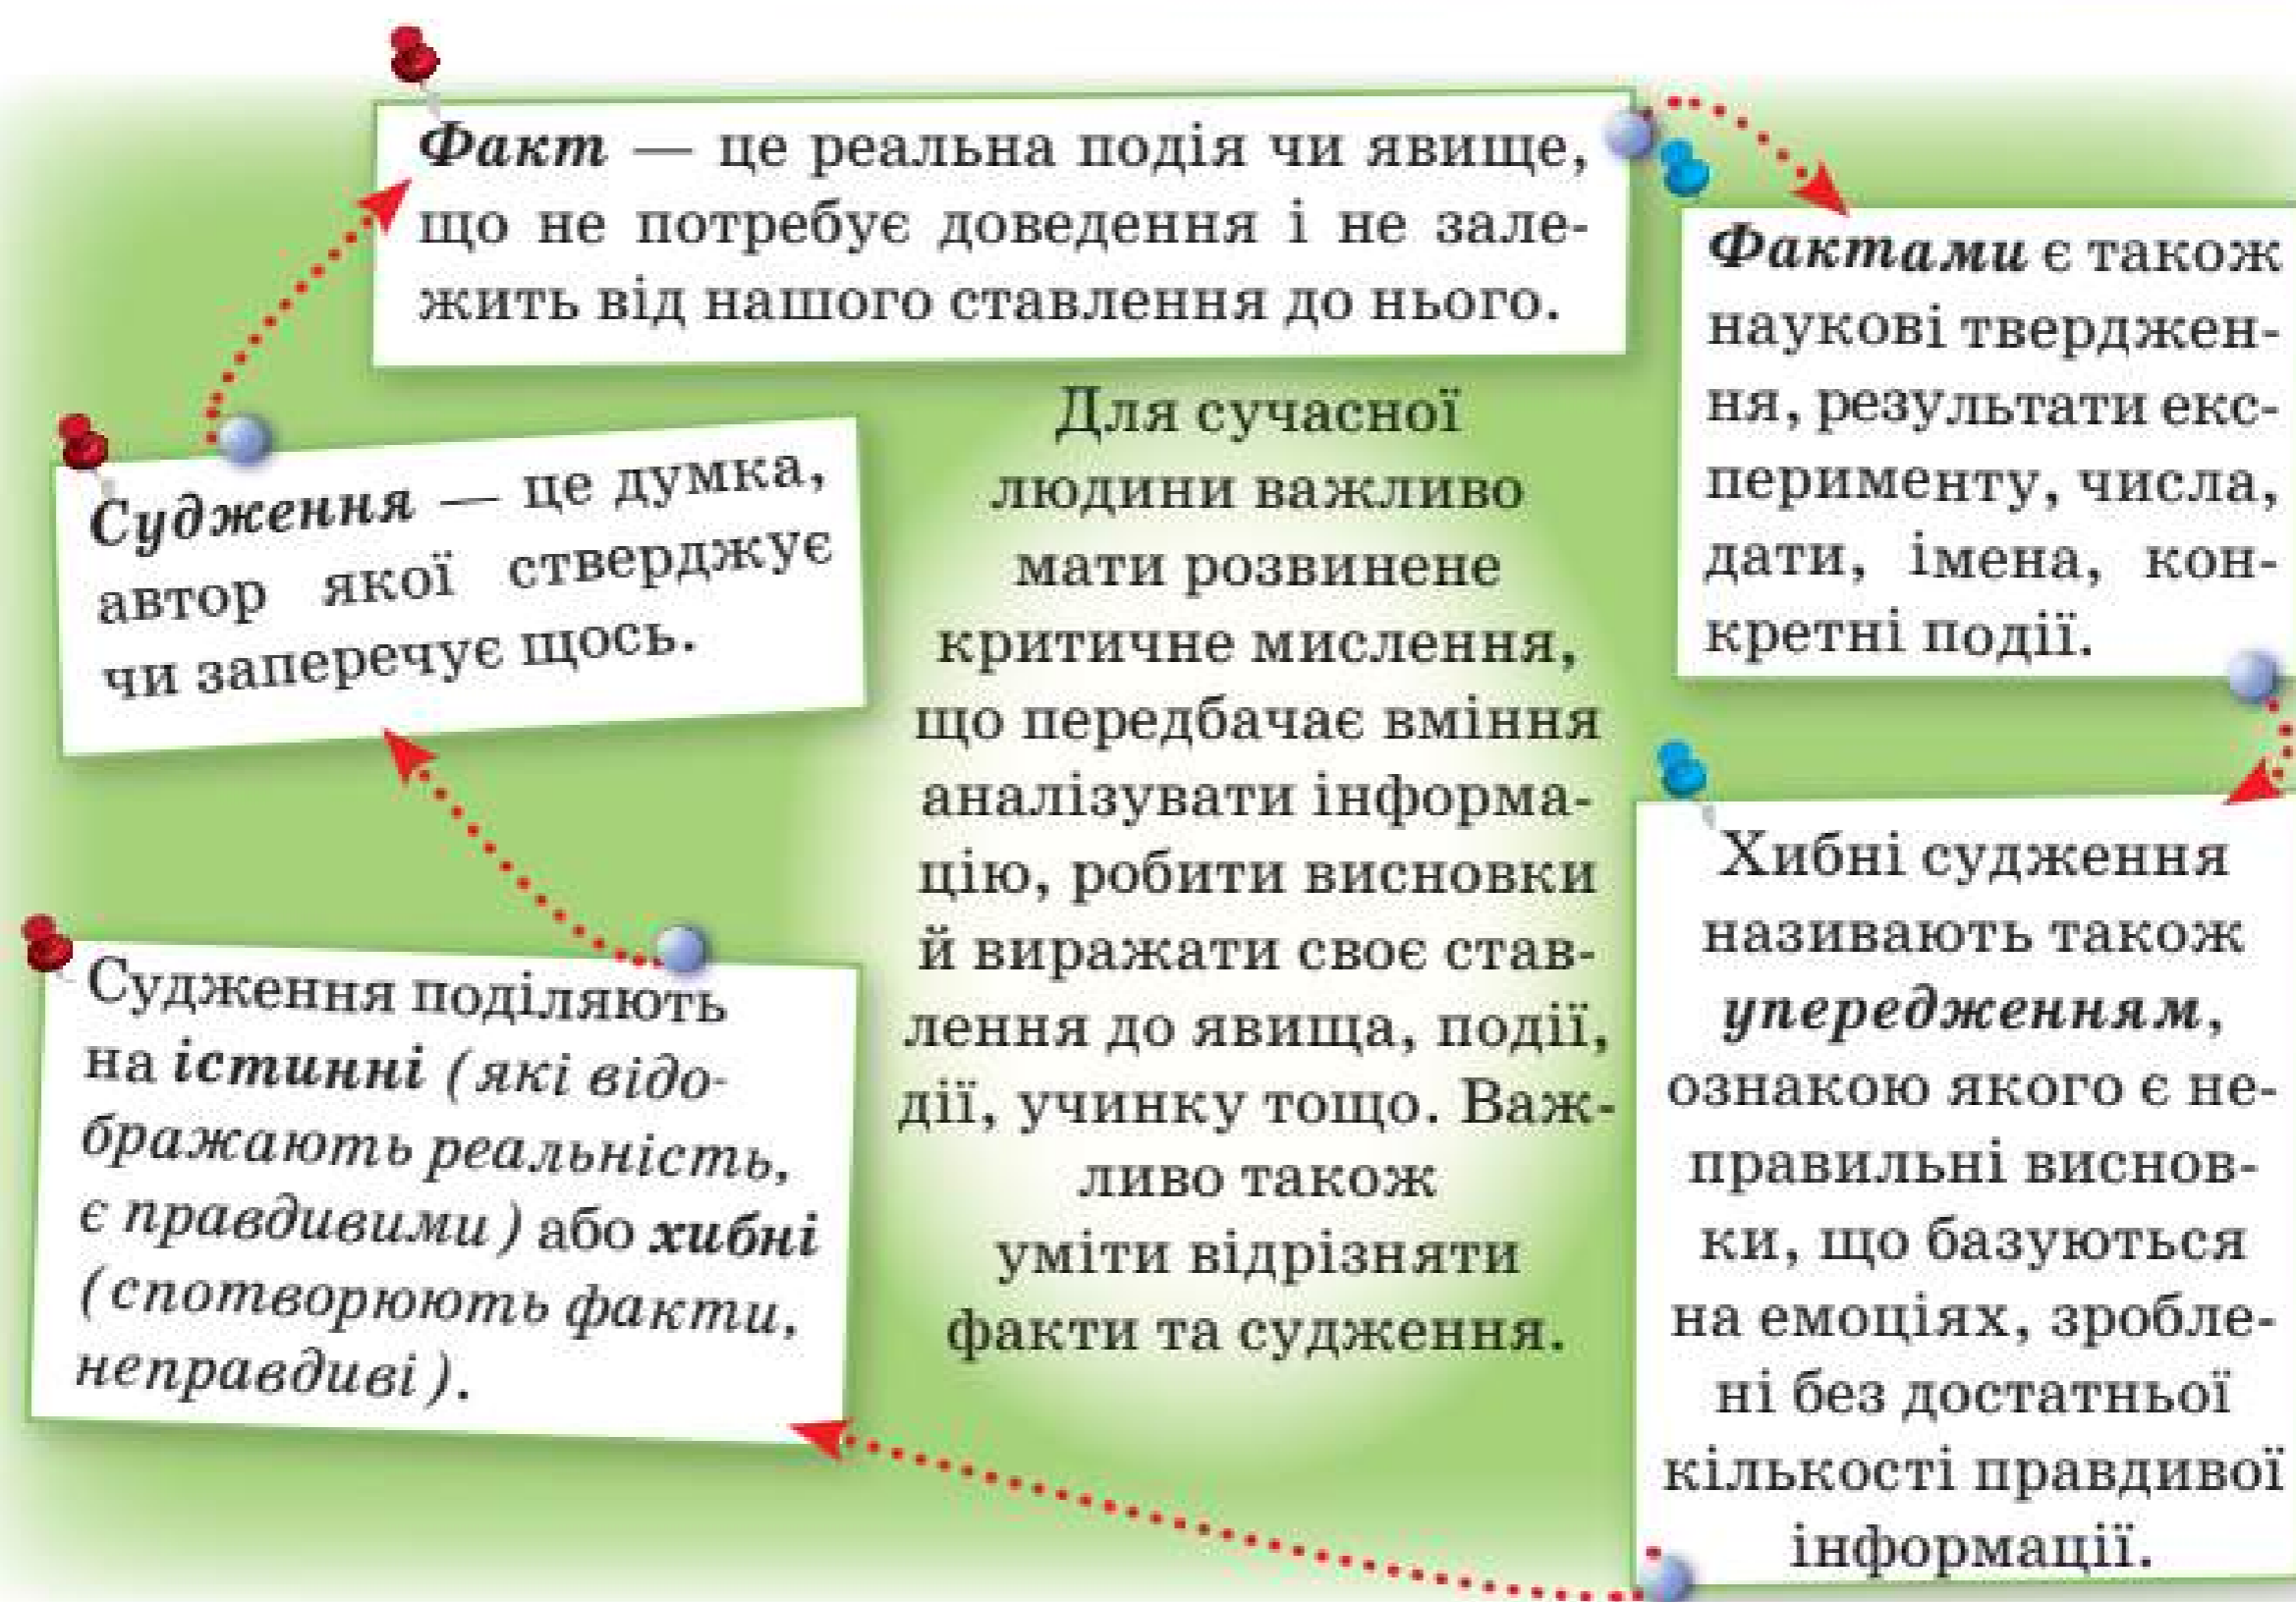 Факт — це реальна подія чи явище,
що не потребує доведення і не зале-
жить від нашого ставлення до нього.
Фактами є також
наукові тверджен-
ня, результати екс-
перименту, числа,
дати, імена, кон-
кретні події.
Судження — це думка,
автор якої стверджує
чи заперечує щось.
Для сучасної
людини важливо
мати розвинене
критичне мислення,
що передбачає вміння
аналізувати інформа-
цію, робити висновки
й виражати своє став-
лення до явища, події,
дії, учинку тощо. Важ-
ливо також
уміти відрізняти
факти та судження.
Судження поділяють
на істинні (які відо-
бражають реальність,
є правдивими) або хибні
(спотворюють факти,
неправдиві).
Хибні судження
називають також
упередженням,
ознакою якого є не-
правильні виснов-
ки, що базуються
на емоціях, зробле-
ні без достатньої
кількості правдивої
інформації.